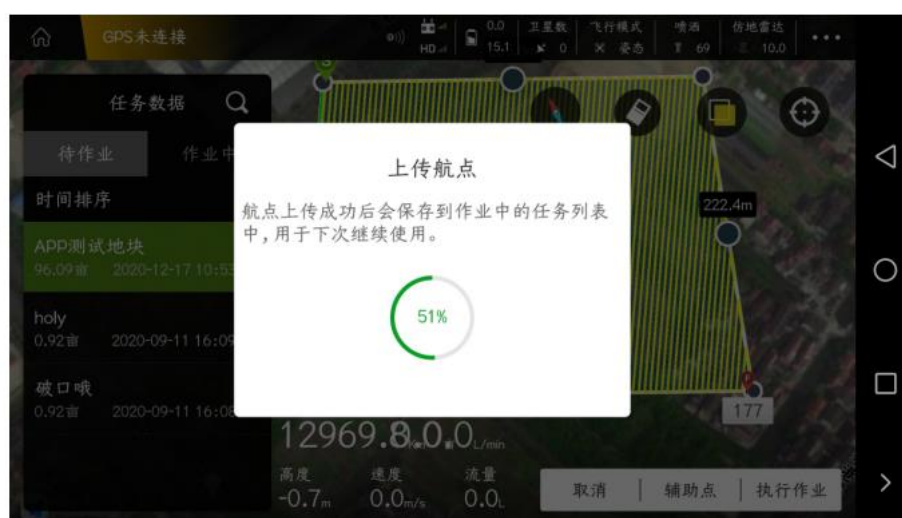 GPS未连接
HD
0.0
15.1
卫星数
0
飞行模式
姿态
喷洒
69
仿地雷达
10.0
S
任务数据
待作业
作业中
时间排序
APP测试地块
96.09亩 2020-12-17 10:53
holy
0.92亩 2020-09-11 16:09
破口哦
0.92亩 2020-09-11 16:08
上传航点
航点上传成功后会保存到作业中的任务列表
中,用于下次继续使用。
51%
222.4m
177
12969.8 0.0 L/min
高度
-0.7m
速度
0.0m/s
流量
0.0L
取消
辅助点
执行作业